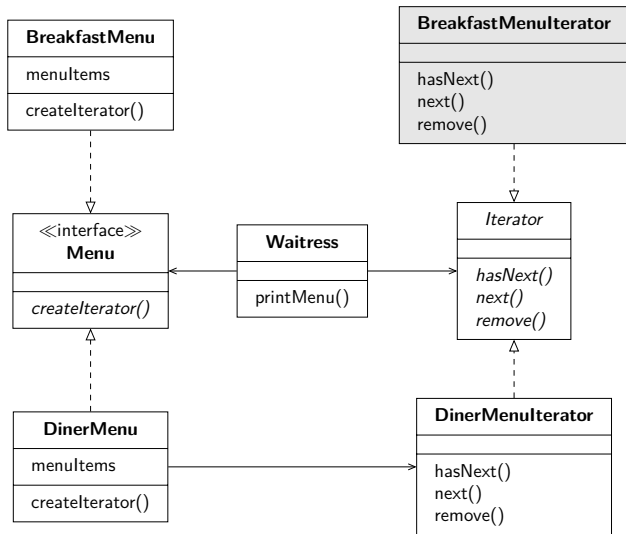 BreakfastMenu
menuItems
createIterator()
BreakfastMenuIterator
hasNext()
next()
remove()
≪interface≫
Menu
createIterator()
Waitress
printMenu()
Iterator
hasNext()
next()
remove()
DinerMenu
menuItems
createIterator()
DinerMenuIterator
hasNext()
next()
remove()